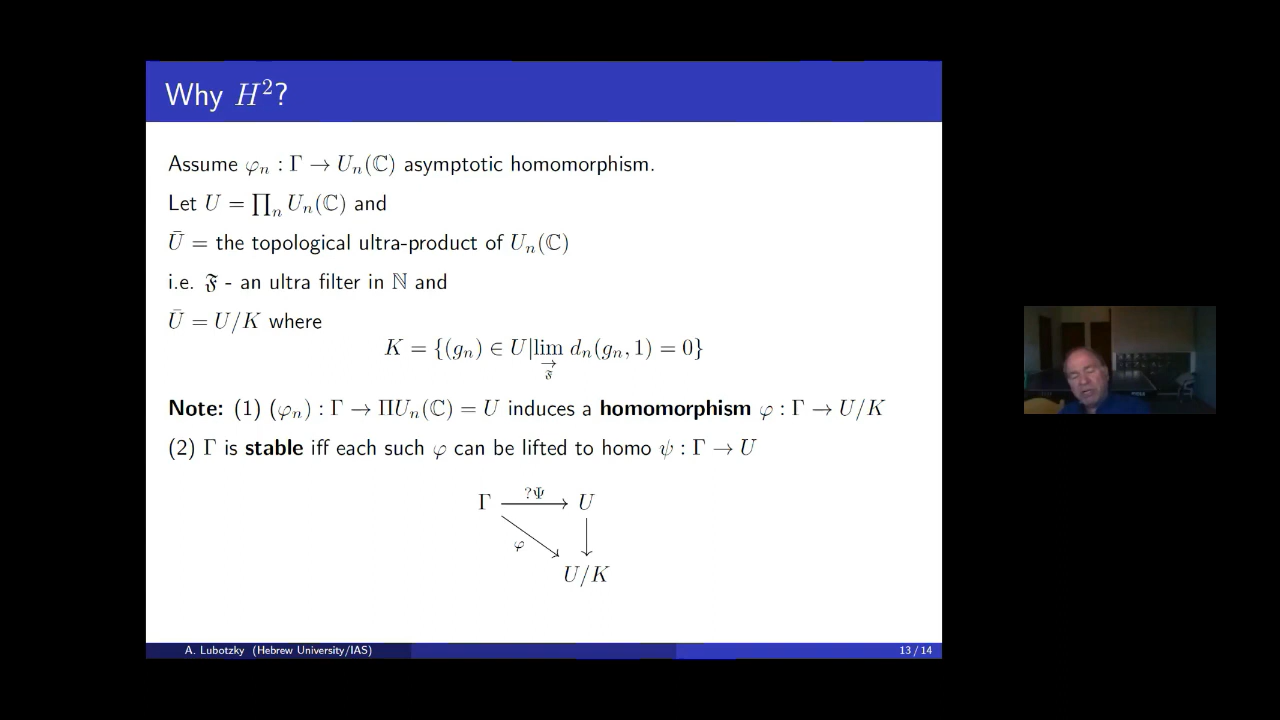 Why H²?
Assume φₙ : Γ → Uₙ(ℂ) asymptotic homomorphism.
Let U = ∏ₙ Uₙ(ℂ) and
Ū = the topological ultra-product of Uₙ(ℂ)
i.e. 𝔉 - an ultra filter in ℕ and
Ū = U/K where
K = {(gₙ) ∈ U| lim dₙ(gₙ, 1) = 0}
→
𝔉
Note: (1) (φₙ) : Γ → ΠUₙ(ℂ) = U induces a homomorphism φ : Γ → U/K
(2) Γ is stable iff each such φ can be lifted to homo ψ : Γ → U
?Ψ
Γ → U
φ
U/K
A. Lubotzky (Hebrew University/IAS) 13 / 14